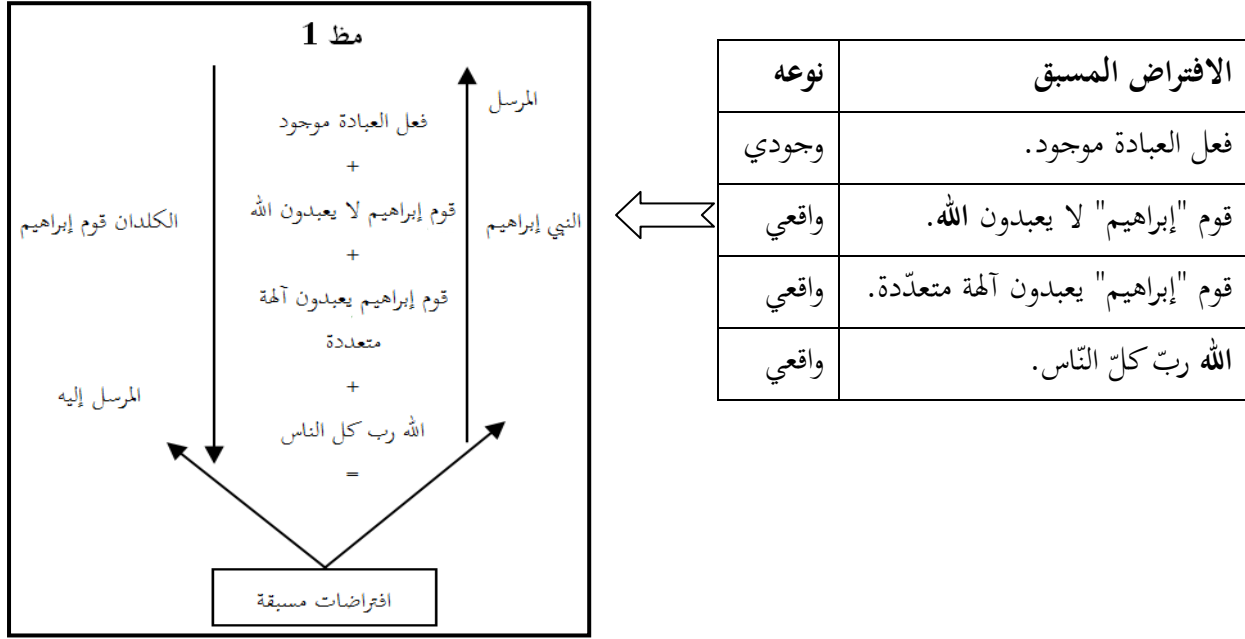 مظ 1
المرسل
فعل العبادة موجود
+
قوم إبراهيم لا يعبدون الله
النبي إبراهيم
الكلدان قوم إبراهيم
+
قوم إبراهيم يعبدون آلهة
متعددة
+
المرسل إليه
الله رب كل الناس
=
افتراضات مسبقة
الافتراض المسبق نوعه
فعل العبادة موجود. وجودي
قوم "إبراهيم" لا يعبدون الله. واقعي
قوم "إبراهيم" يعبدون آلهة متعدّدة. واقعي
الله ربّ كلّ النّاس. واقعي